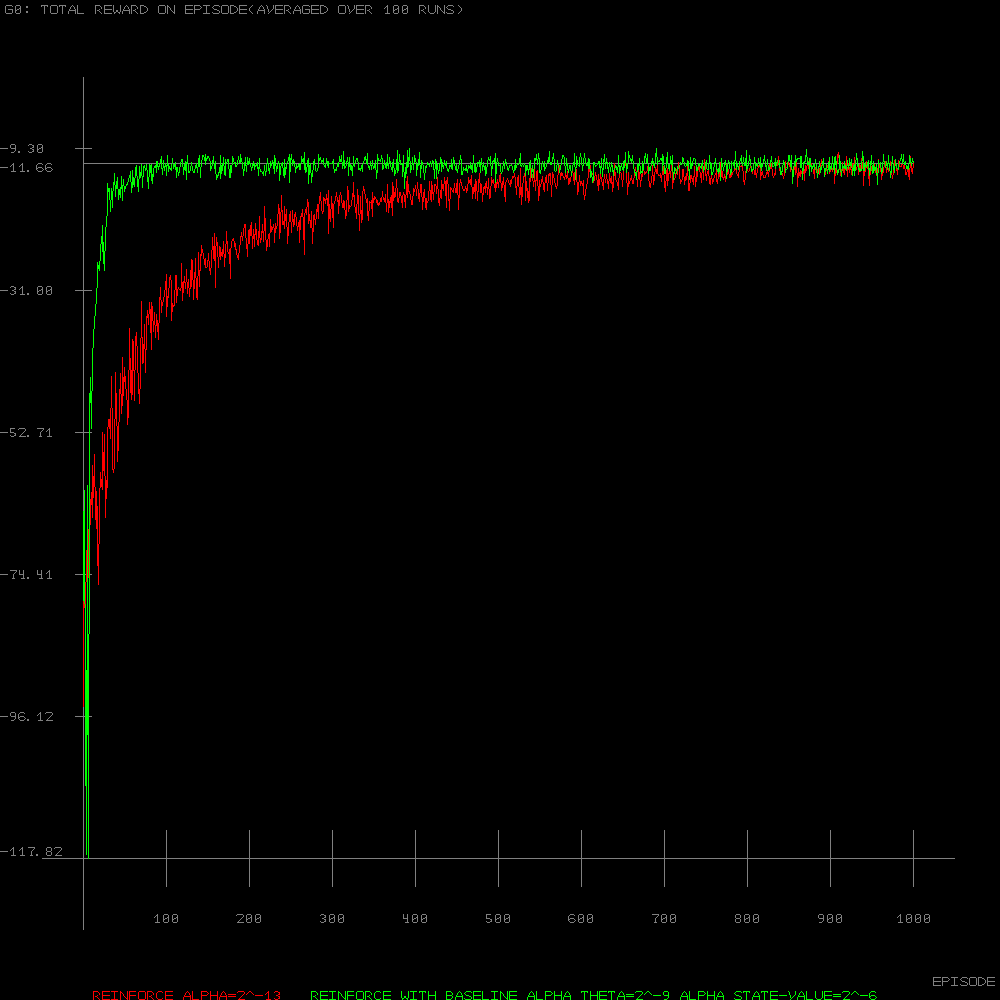 G0: TOTAL REWARD ON EPISODE(AVERAGED OVER 100 RUNS)
-9.30
-11.66
-31.00
-52.71
-74.41
-96.12
-117.82
100 200 300 400 500 600 700 800 900 1000
EPISODE
REINFORCE ALPHA=2^-13 REINFORCE WITH BASELINE ALPHA THETA=2^-9 ALPHA STATE-VALUE=2^-6